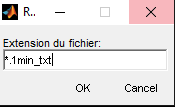 R...
Extension du fichier:
*.1min_txt
OK Cancel